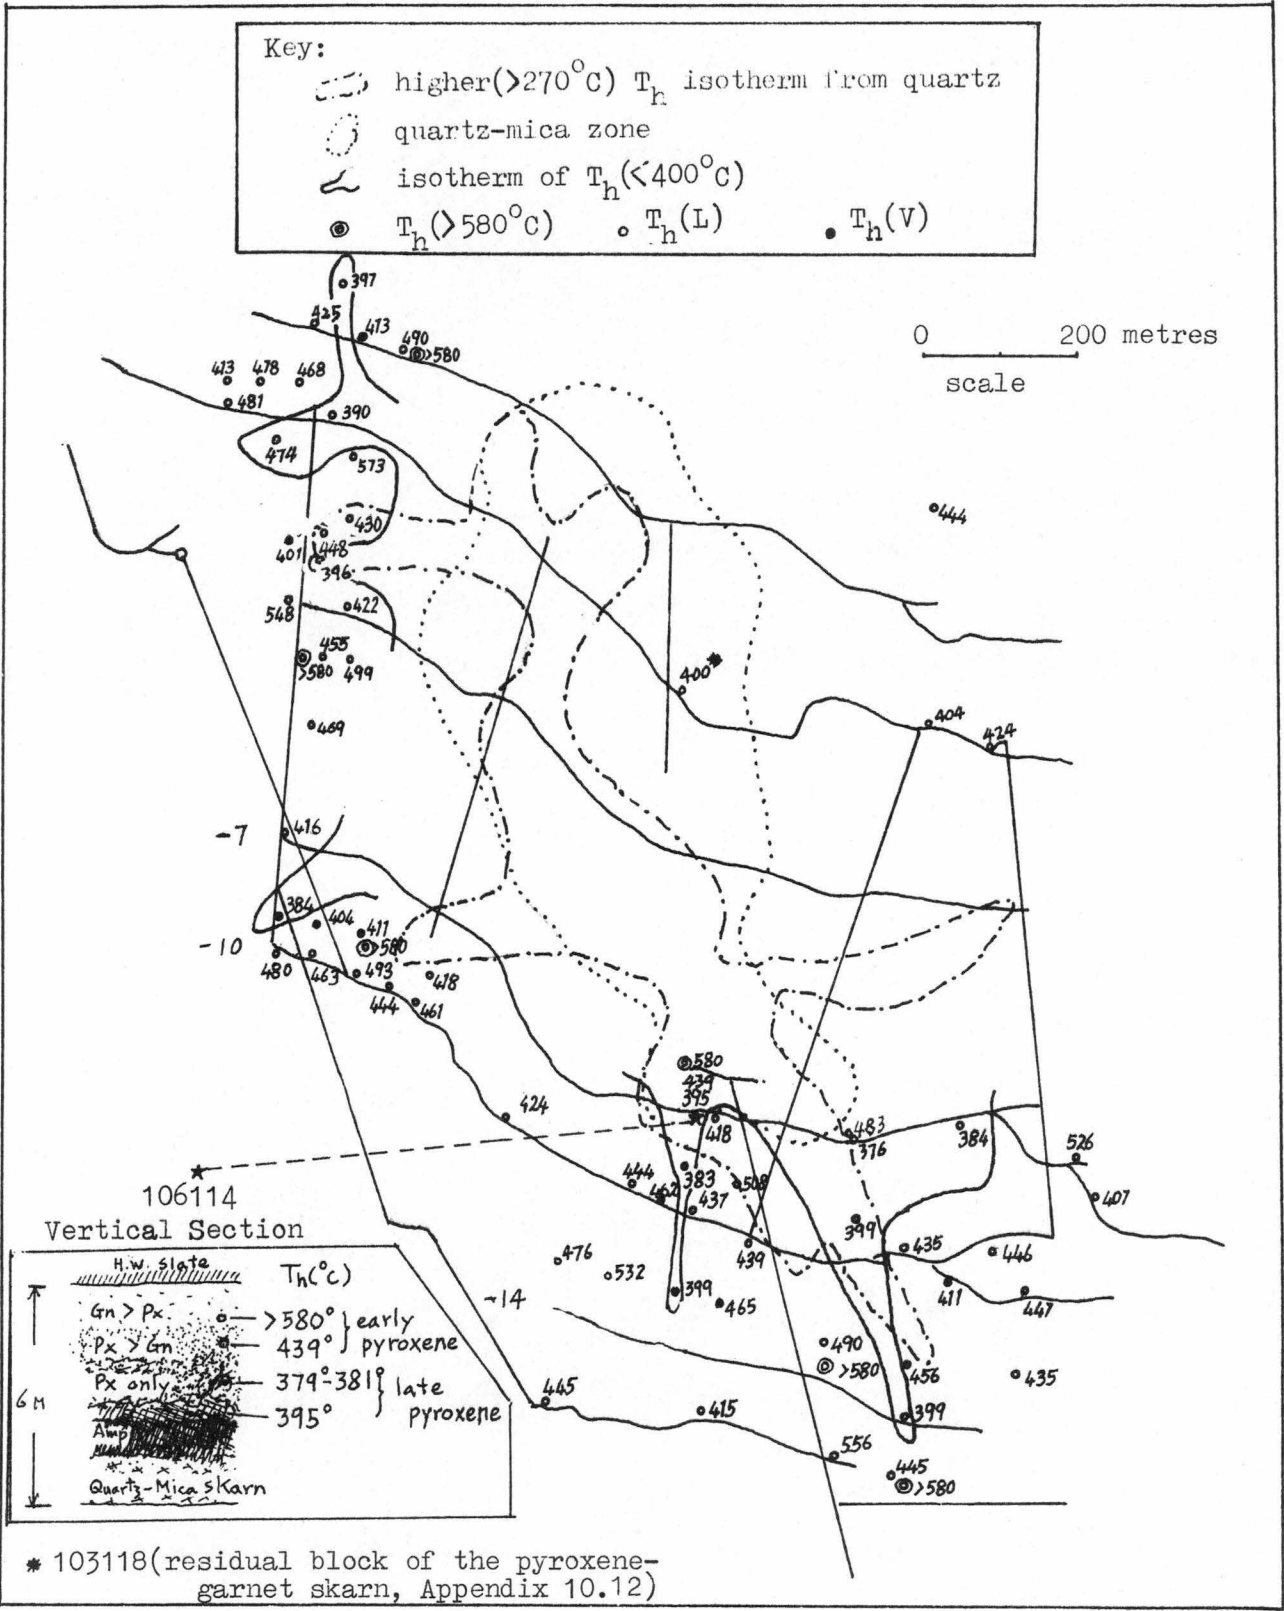 Key:
higher(>270°C) Th isotherm from quartz
quartz-mica zone
isotherm of Th(<400°C)
Th(>580°C) Th(L) Th(V)
397
425
413
490
>580
0 200 metres
scale
413 478 468
481
390
474
573
444
430
401 448
396
548
422
455
>580 499
400
469
404
424
-7
416
384
404
411
-10
>580
480 463 493 418
444 461
580
439
395
424
418
483
376
384
526
106114
Vertical Section
444
462
383
508
437
407
399
439
435
446
476
532
399
465
411
447
-14
490
>580
456
435
445
415
399
556
445
>580
H.W. slate
Th(°c)
Gn > Px
>580° } early
Px > Gn
439° } pyroxene
Px only
379°-381° } late
395° } pyroxene
6 M
Amp
Quartz-Mica Skarn
* 103118(residual block of the pyroxene-
garnet skarn, Appendix 10.12)